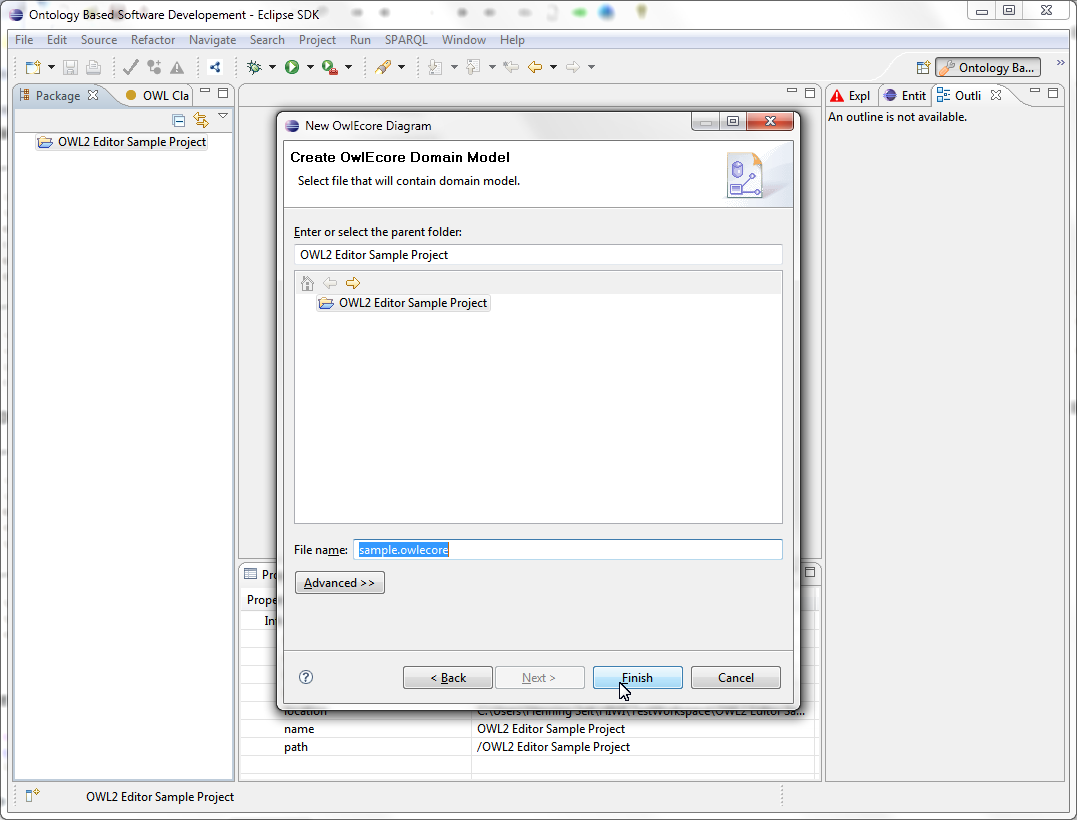 Ontology Based Software Developement - Eclipse SDK
File Edit Source Refactor Navigate Search Project Run SPARQL Window Help
Ontology Ba...
Package
OWL Cla
Expl
Entit
Outli
OWL2 Editor Sample Project
An outline is not available.
New OwlEcore Diagram
Create OwlEcore Domain Model
Select file that will contain domain model.
Enter or select the parent folder:
OWL2 Editor Sample Project
OWL2 Editor Sample Project
File name: sample.owlecore
Advanced >>
< Back Next > Finish Cancel
Pro
Prope
In
location
name OWL2 Editor Sample Project
path /OWL2 Editor Sample Project
OWL2 Editor Sample Project